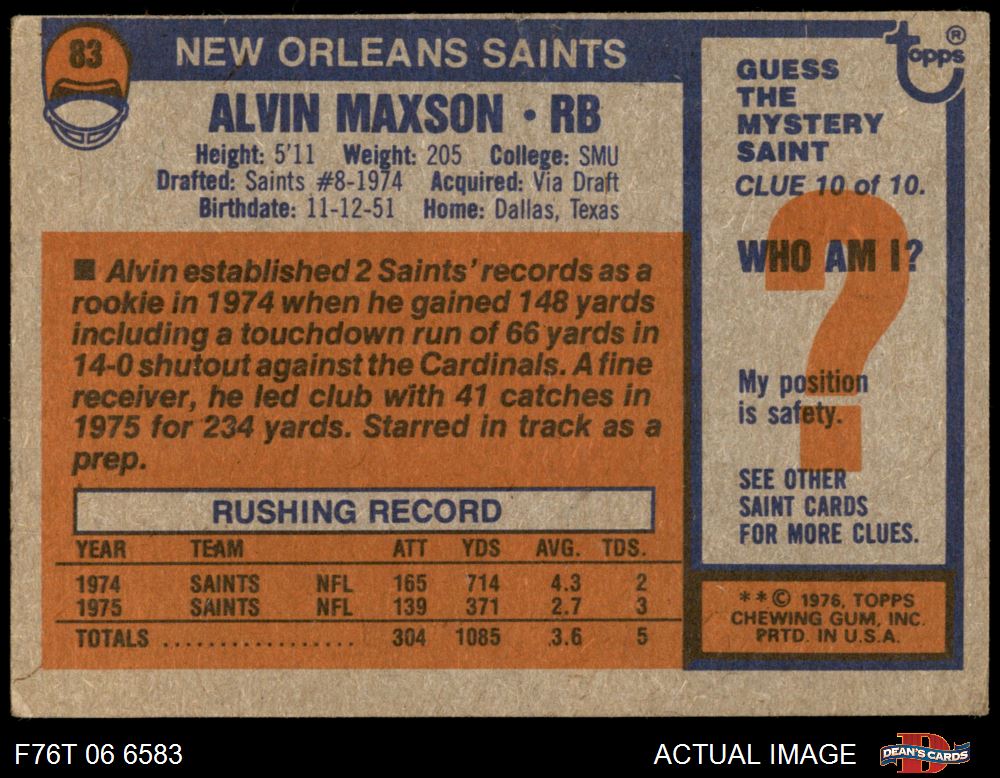 83
NEW ORLEANS SAINTS
ALVIN MAXSON • RB
Height: 5'11 Weight: 205 College: SMU
Drafted: Saints #8-1974 Acquired: Via Draft
Birthdate: 11-12-51 Home: Dallas, Texas
■ Alvin established 2 Saints' records as a
rookie in 1974 when he gained 148 yards
including a touchdown run of 66 yards in
14-0 shutout against the Cardinals. A fine
receiver, he led club with 41 catches in
1975 for 234 yards. Starred in track as a
prep.
RUSHING RECORD
YEAR TEAM ATT YDS AVG. TDS.
1974 SAINTS NFL 165 714 4.3 2
1975 SAINTS NFL 139 371 2.7 3
TOTALS .................. 304 1085 3.6 5
topps®
GUESS
THE
MYSTERY
SAINT
CLUE 10 of 10.
WHO AM I?
?
My position
is safety.
SEE OTHER
SAINT CARDS
FOR MORE CLUES.
**© 1976, TOPPS
CHEWING GUM, INC.
PRTD. IN U.S.A.
F76T 06 6583
ACTUAL IMAGE
D
DEAN'S CARDS